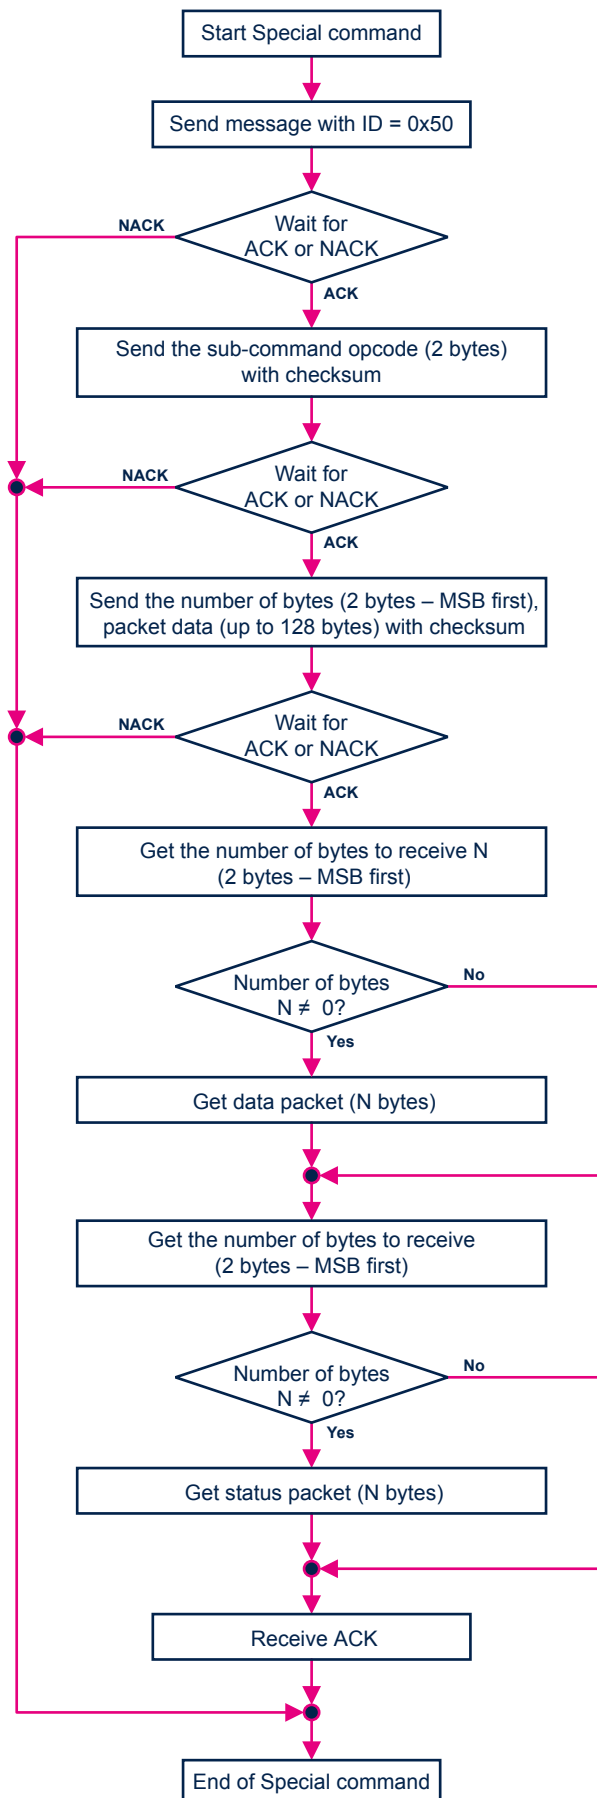 Start Special command
Send message with ID = 0x50
NACK
Wait for
ACK or NACK
ACK
Send the sub-command opcode (2 bytes)
with checksum
NACK
Wait for
ACK or NACK
ACK
Send the number of bytes (2 bytes – MSB first),
packet data (up to 128 bytes) with checksum
NACK
Wait for
ACK or NACK
ACK
Get the number of bytes to receive N
(2 bytes – MSB first)
Number of bytes
N ≠ 0?
No
Yes
Get data packet (N bytes)
Get the number of bytes to receive
(2 bytes – MSB first)
Number of bytes
N ≠ 0?
No
Yes
Get status packet (N bytes)
Receive ACK
End of Special command